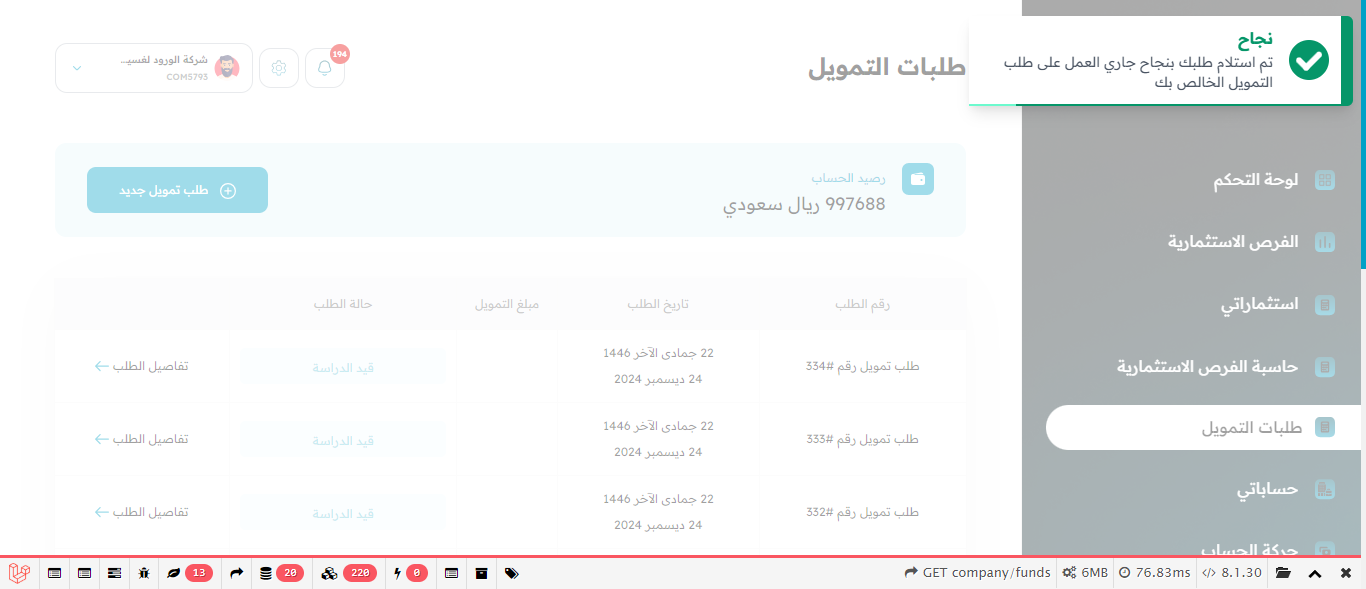 نجاح
تم استلام طلبك بنجاح جاري العمل على طلب
التمويل الخالص بك
طلبات التمويل
194
شركة الورود لغسيـ...
COM5793
رصيد الحساب
997688 ريال سعودي
طلب تمويل جديد
لوحة التحكم
الفرص الاستثمارية
استثماراتي
حاسبة الفرص الاستثمارية
طلبات التمويل
حساباتي
حركة الحساب
رقم الطلب
تاريخ الطلب
مبلغ التمويل
حالة الطلب
طلب تمويل رقم #334
22 جمادى الآخر 1446
24 ديسمبر 2024
قيد الدراسة
تفاصيل الطلب
طلب تمويل رقم #333
22 جمادى الآخر 1446
24 ديسمبر 2024
قيد الدراسة
تفاصيل الطلب
طلب تمويل رقم #332
22 جمادى الآخر 1446
24 ديسمبر 2024
قيد الدراسة
تفاصيل الطلب
13
20
220
0
GET company/funds
6MB
76.83ms
8.1.30